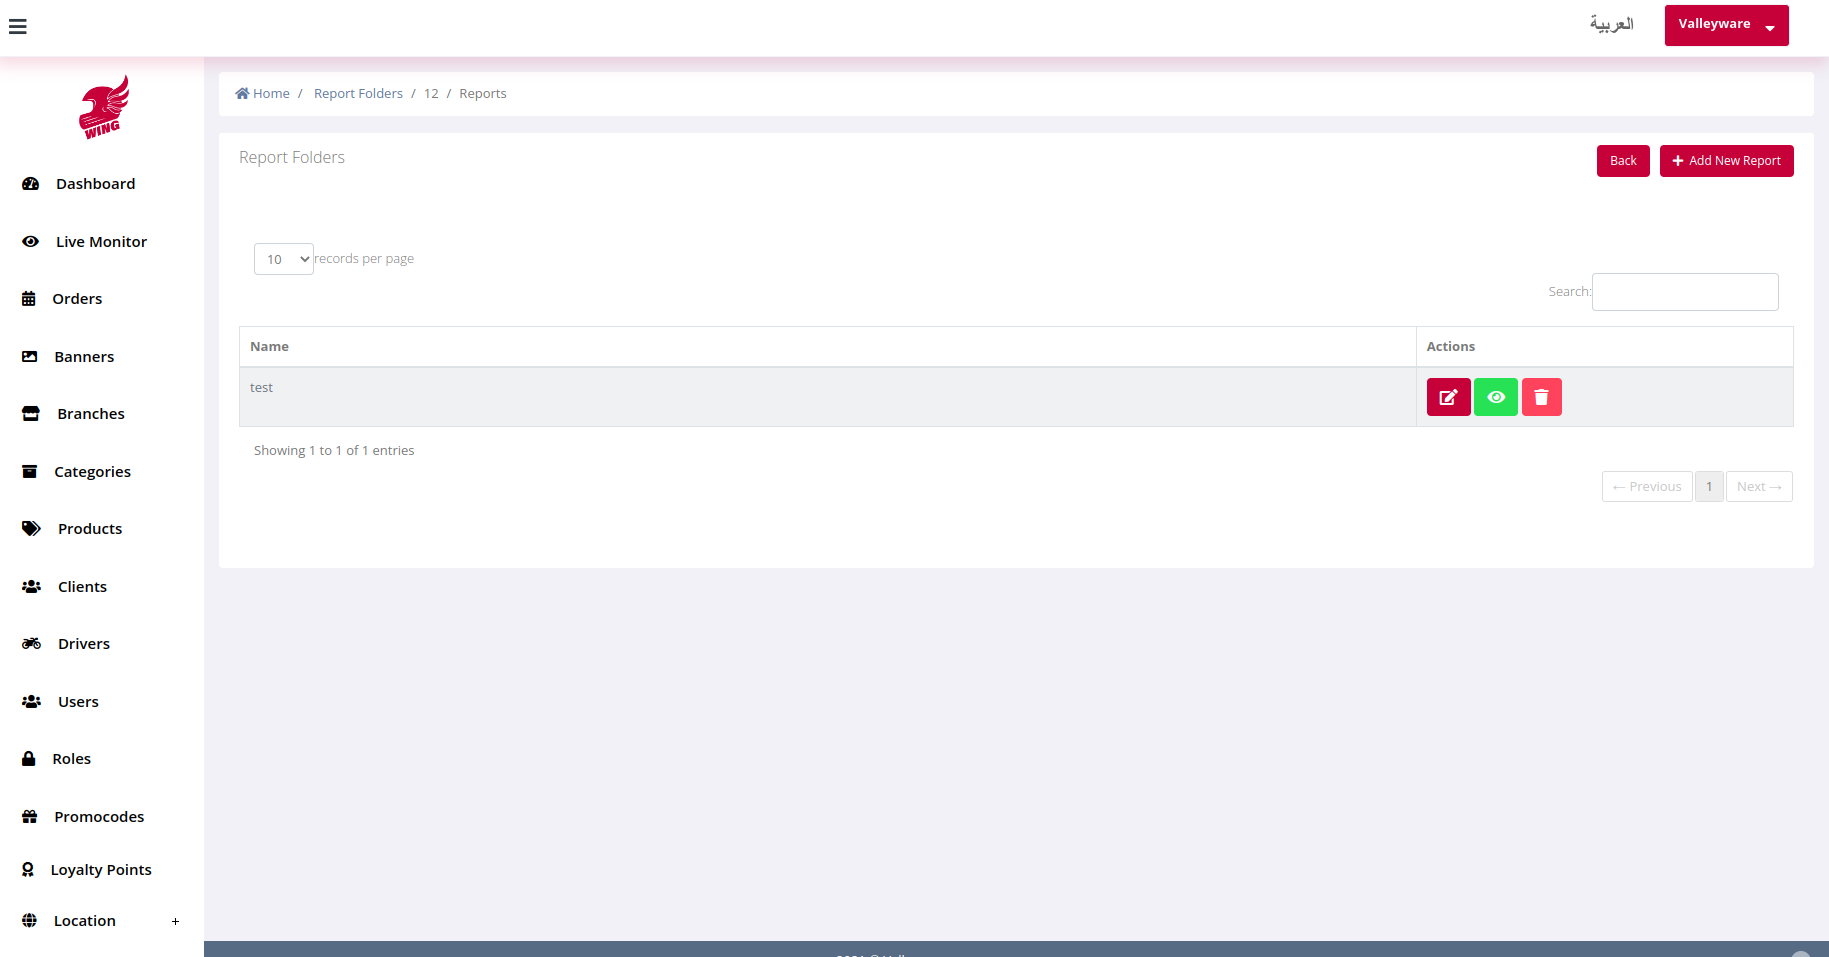 العربية
Valleyware
WING
Home / Report Folders / 12 / Reports
Report Folders
Back
+ Add New Report
Dashboard
Live Monitor
Orders
Banners
Branches
Categories
Products
Clients
Drivers
Users
Roles
Promocodes
Loyalty Points
Location +
10 records per page
Search:
Name Actions
test
Showing 1 to 1 of 1 entries
← Previous 1 Next →